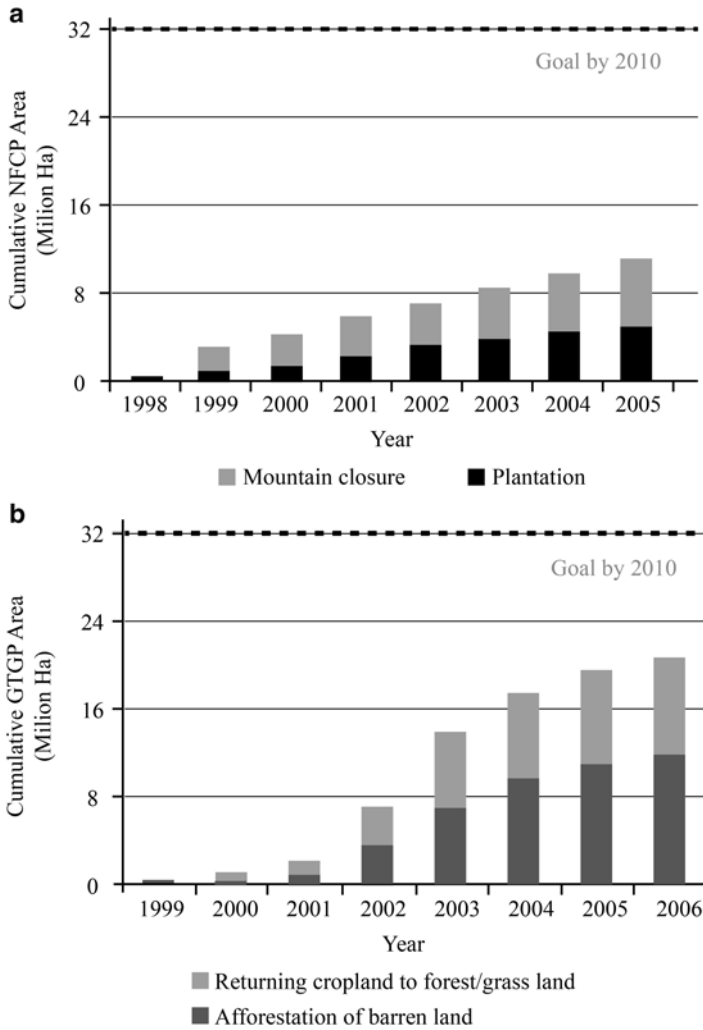 a
Cumulative NFCP Area
(Milion Ha)
32
24
16
8
0
Goal by 2010
1998 1999 2000 2001 2002 2003 2004 2005
Year
Mountain closure Plantation
b
Cumulative GTGP Area
(Milion Ha)
32
24
16
8
0
Goal by 2010
1999 2000 2001 2002 2003 2004 2005 2006
Year
Returning cropland to forest/grass land
Afforestation of barren land